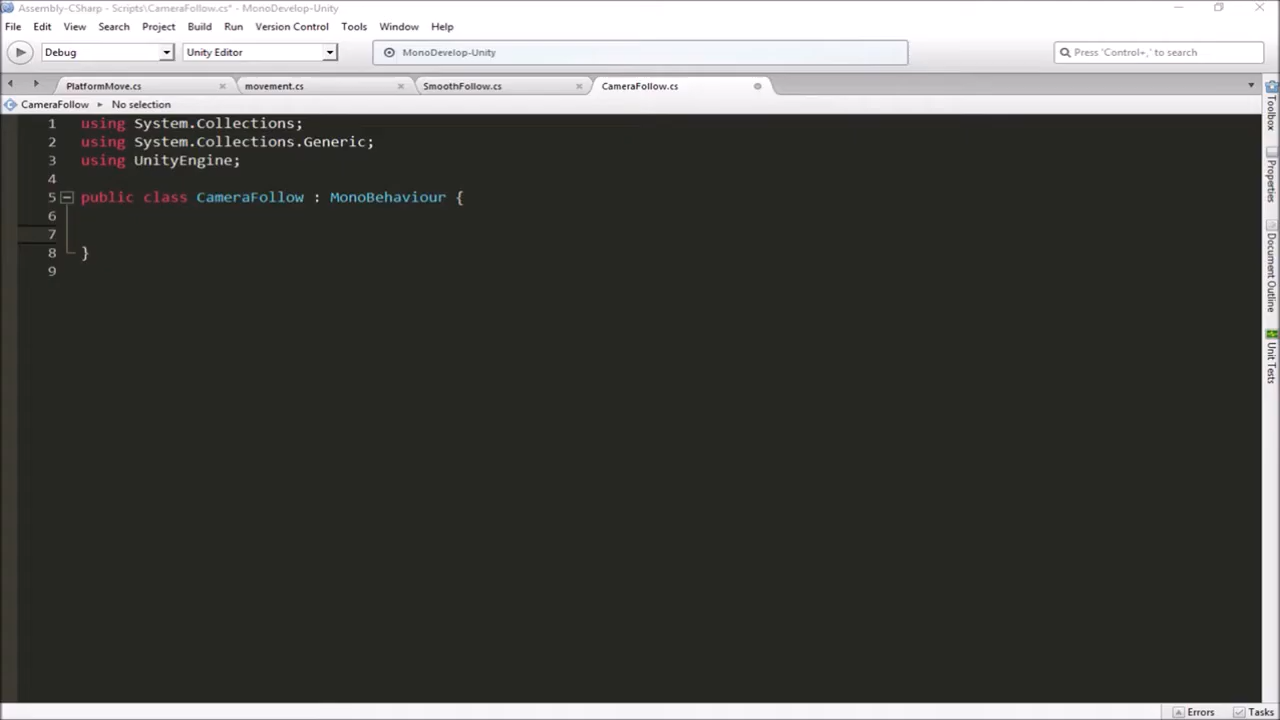 Assembly-CSharp - Scripts\CameraFollow.cs* - MonoDevelop-Unity
File Edit View Search Project Build Run Version Control Tools Window Help
Debug Unity Editor MonoDevelop-Unity Press 'Control+,' to search
PlatformMove.cs movement.cs SmoothFollow.cs CameraFollow.cs
CameraFollow No selection
1 using System.Collections;
2 using System.Collections.Generic;
3 using UnityEngine;
4
5 public class CameraFollow : MonoBehaviour {
6
7
8 }
9
Toolbox
Properties
Document Outline
Unit Tests
Errors Tasks